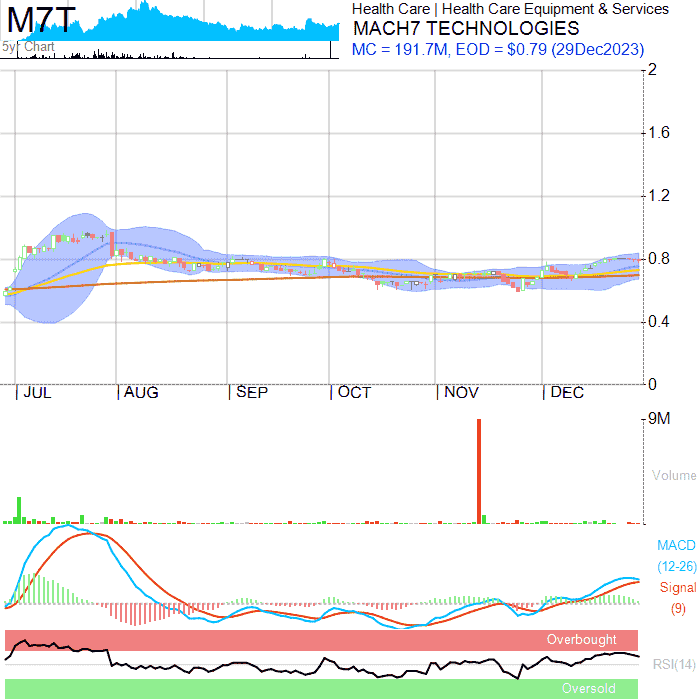 M7T
5yr Chart
Health Care | Health Care Equipment & Services
MACH7 TECHNOLOGIES
MC = 191.7M, EOD = $0.79 (29Dec2023)
2
1.6
1.2
0.8
0.4
0
JUL AUG SEP OCT NOV DEC
9M
Volume
MACD
(12-26)
Signal
(9)
Overbought
RSI(14)
Oversold